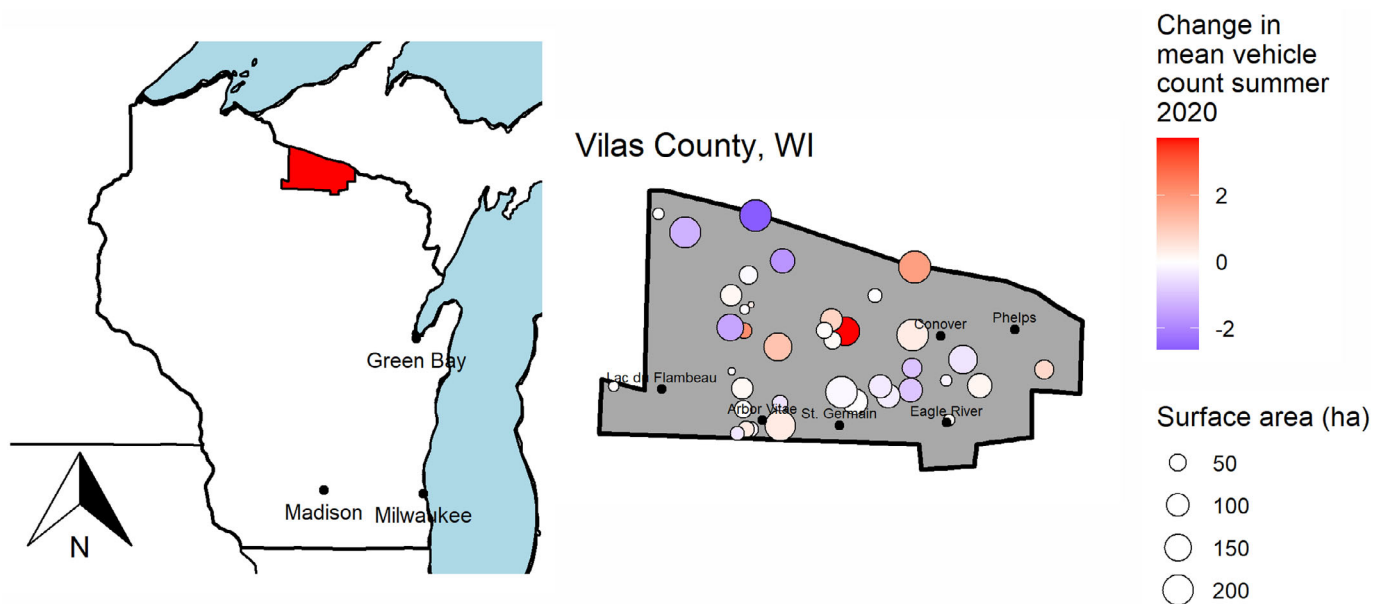 Green Bay
Madison
Milwaukee
N
Vilas County, WI
Conover
Phelps
Lac du Flambeau
Arbor Vitae
St. Germain
Eagle River
Change in
mean vehicle
count summer
2020
2
0
-2
Surface area (ha)
50
100
150
200